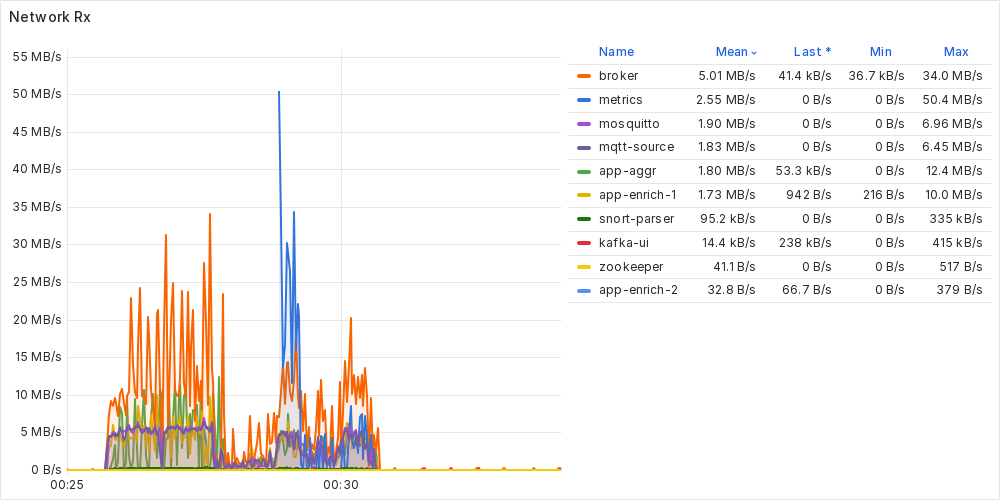 Network Rx
55 MB/s
50 MB/s
45 MB/s
40 MB/s
35 MB/s
30 MB/s
25 MB/s
20 MB/s
15 MB/s
10 MB/s
5 MB/s
0 B/s
00:25 00:30
Name Mean Last * Min Max
broker 5.01 MB/s 41.4 kB/s 36.7 kB/s 34.0 MB/s
metrics 2.55 MB/s 0 B/s 0 B/s 50.4 MB/s
mosquitto 1.90 MB/s 0 B/s 0 B/s 6.96 MB/s
mqtt-source 1.83 MB/s 0 B/s 0 B/s 6.45 MB/s
app-aggr 1.80 MB/s 53.3 kB/s 0 B/s 12.4 MB/s
app-enrich-1 1.73 MB/s 942 B/s 216 B/s 10.0 MB/s
snort-parser 95.2 kB/s 0 B/s 0 B/s 335 kB/s
kafka-ui 14.4 kB/s 238 kB/s 0 B/s 415 kB/s
zookeeper 41.1 B/s 0 B/s 0 B/s 517 B/s
app-enrich-2 32.8 B/s 66.7 B/s 0 B/s 379 B/s